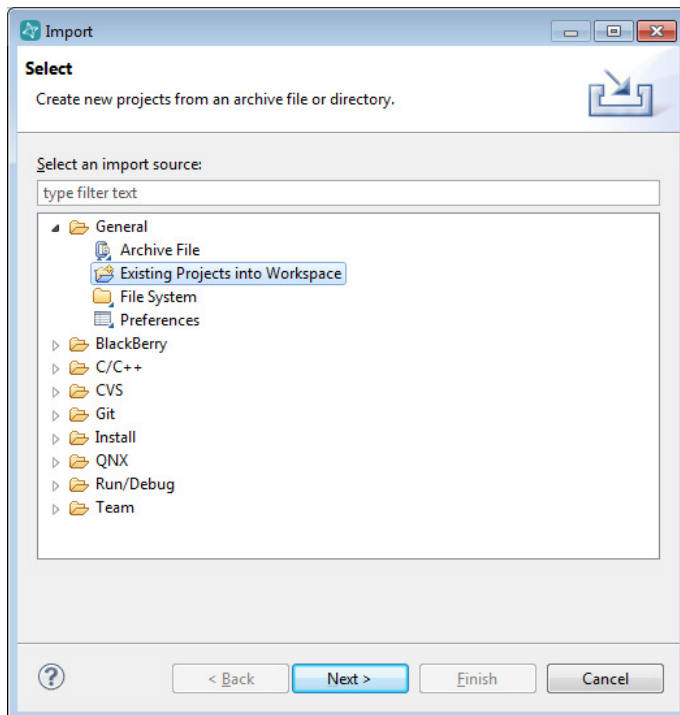 Import
Select
Create new projects from an archive file or directory.
Select an import source:
type filter text
General
Archive File
Existing Projects into Workspace
File System
Preferences
BlackBerry
C/C++
CVS
Git
Install
QNX
Run/Debug
Team
?
< Back Next > Finish Cancel